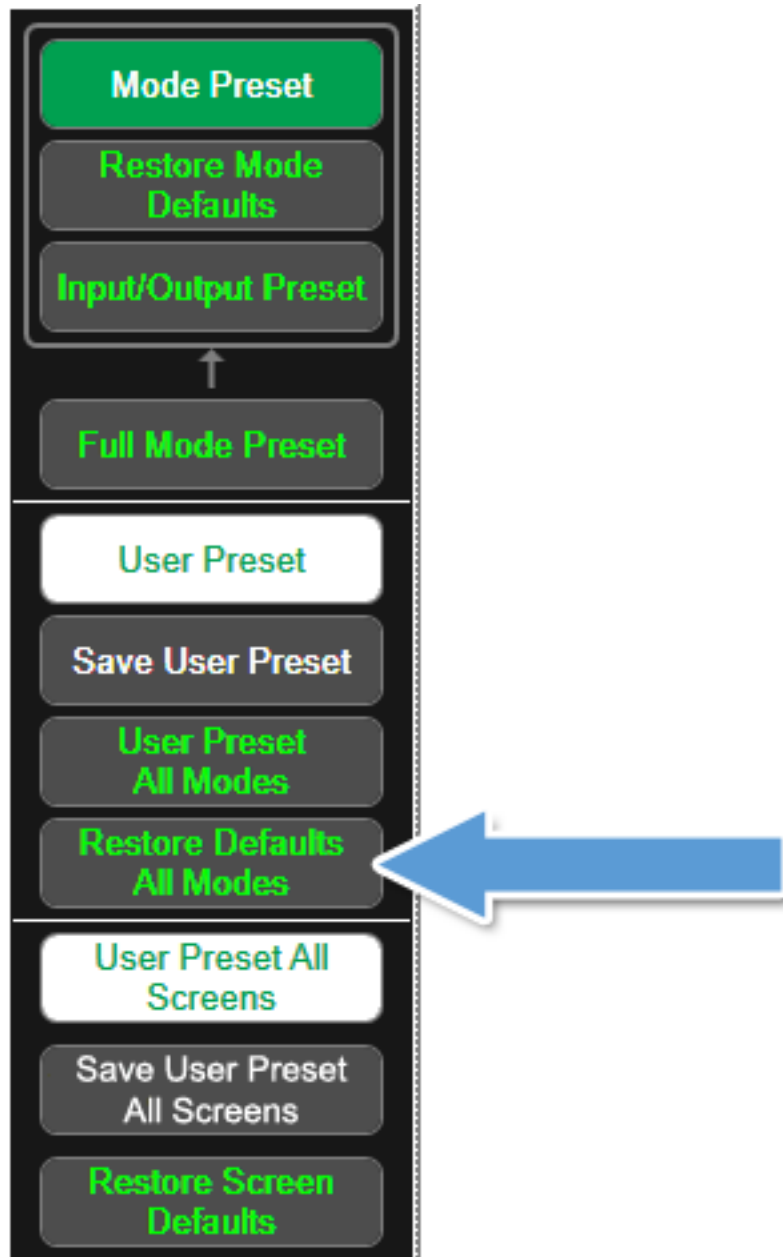 Mode Preset
Restore Mode
Defaults
Input/Output Preset
Full Mode Preset
User Preset
Save User Preset
User Preset
All Modes
Restore Defaults
All Modes
User Preset All
Screens
Save User Preset
All Screens
Restore Screen
Defaults